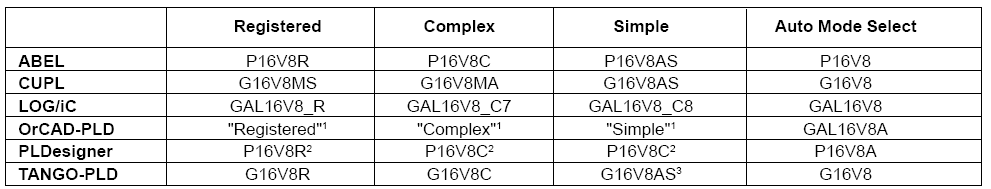 Registered Complex Simple Auto Mode Select
ABEL P16V8R P16V8C P16V8AS P16V8
CUPL G16V8MS G16V8MA G16V8AS G16V8
LOG/iC GAL16V8_R GAL16V8_C7 GAL16V8_C8 GAL16V8
OrCAD-PLD "Registered"¹ "Complex"¹ "Simple"¹ GAL16V8A
PLDesigner P16V8R² P16V8C² P16V8C² P16V8A
TANGO-PLD G16V8R G16V8C G16V8AS³ G16V8